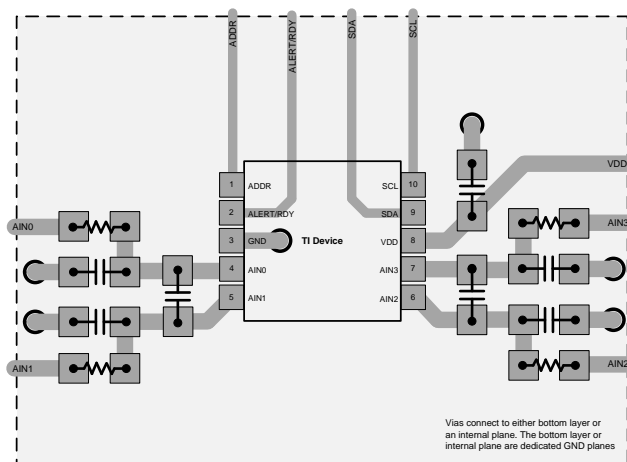 ADDR
ALERT/RDY
SDA
SCL
VDD
1 ADDR
SCL 10
2 ALERT/RDY
SDA 9
AIN0
AIN3
3 GND
TI Device
VDD 8
4 AIN0
AIN3 7
5 AIN1
AIN2 6
AIN1
AIN2
Vias connect to either bottom layer or
an internal plane. The bottom layer or
internal plane are dedicated GND planes